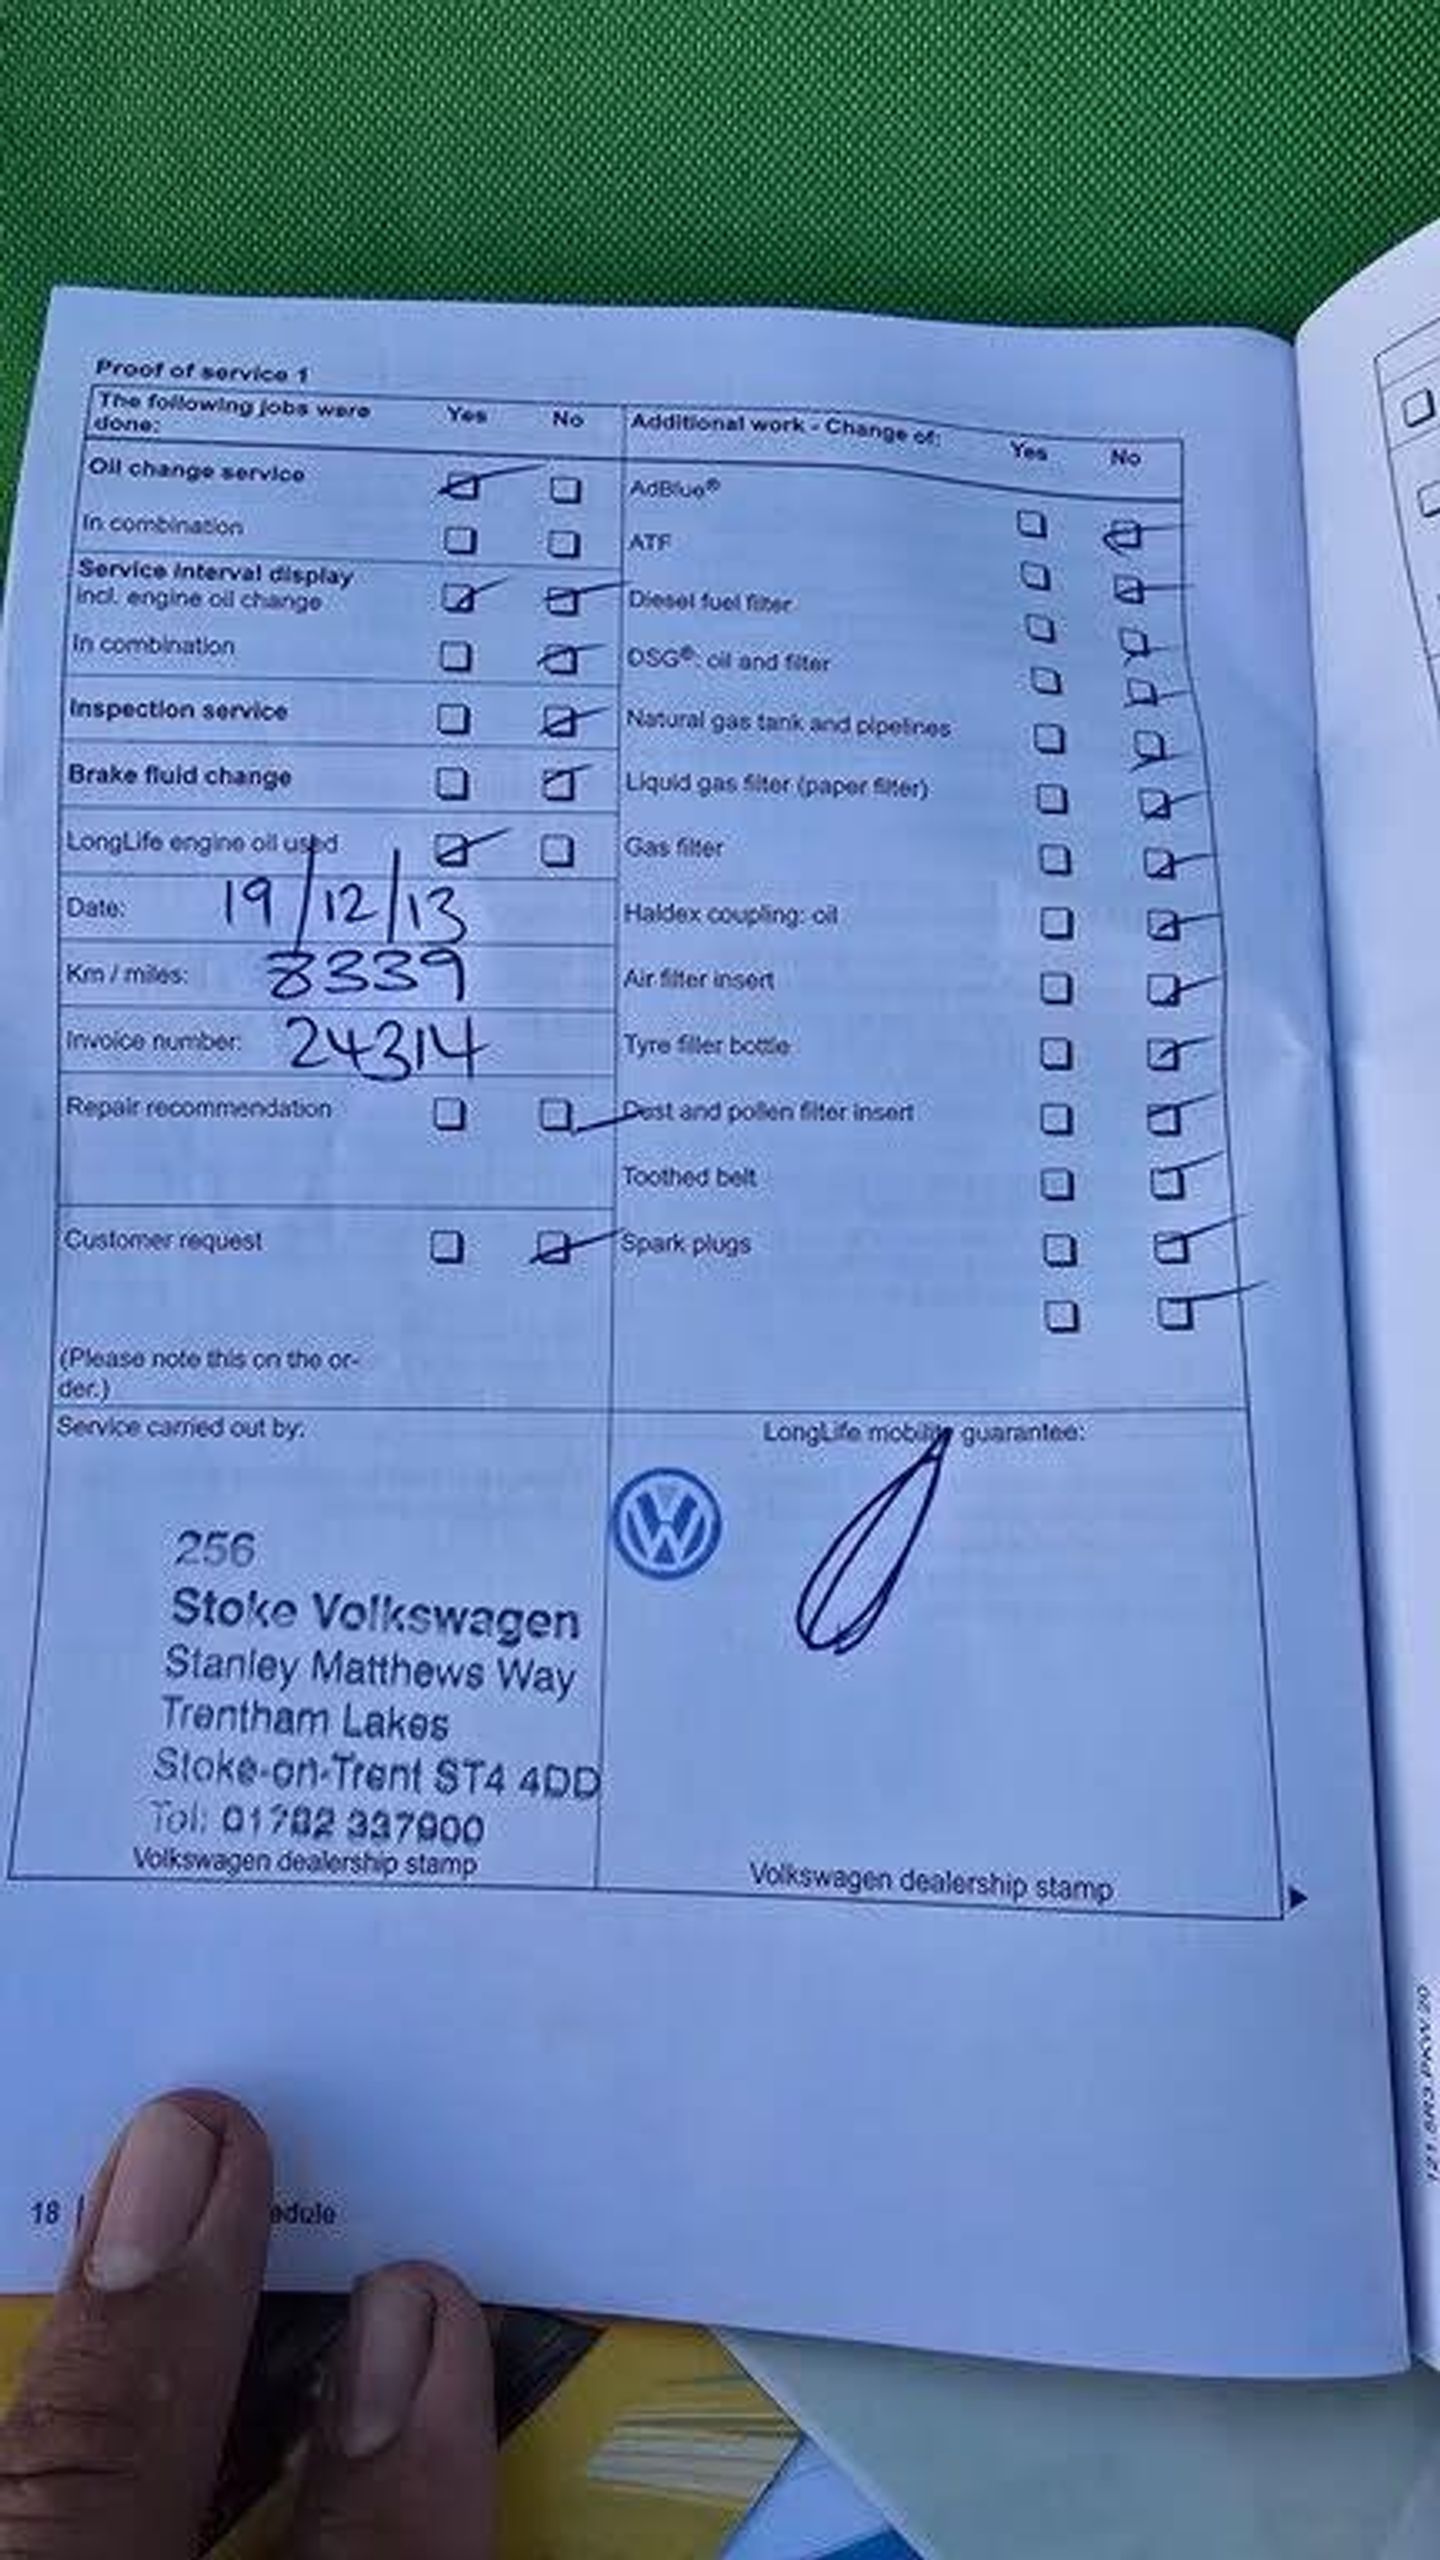 Proof of service 1
The following jobs were
done:
Yes No
Oil change service
In combination
Service interval display
incl. engine oil change
In combination
Inspection service
Brake fluid change
LongLife engine oil used
Date: 19/12/13
Km / miles: 8339
Invoice number: 24314
Repair recommendation
Customer request
(Please note this on the or-
der.)
Additional work - Change of:
Yes No
AdBlue®
ATF
Diesel fuel filter
DSG®: oil and filter
Natural gas tank and pipelines
Liquid gas filter (paper filter)
Gas filter
Haldex coupling: oil
Air filter insert
Tyre filler bottle
Dust and pollen filter insert
Toothed belt
Spark plugs
Service carried out by:
256
Stoke Volkswagen
Stanley Matthews Way
Trentham Lakes
Stoke-on-Trent ST4 4DD
Tel: 01782 337900
Volkswagen dealership stamp
LongLife mobility guarantee:
VW
Volkswagen dealership stamp
18